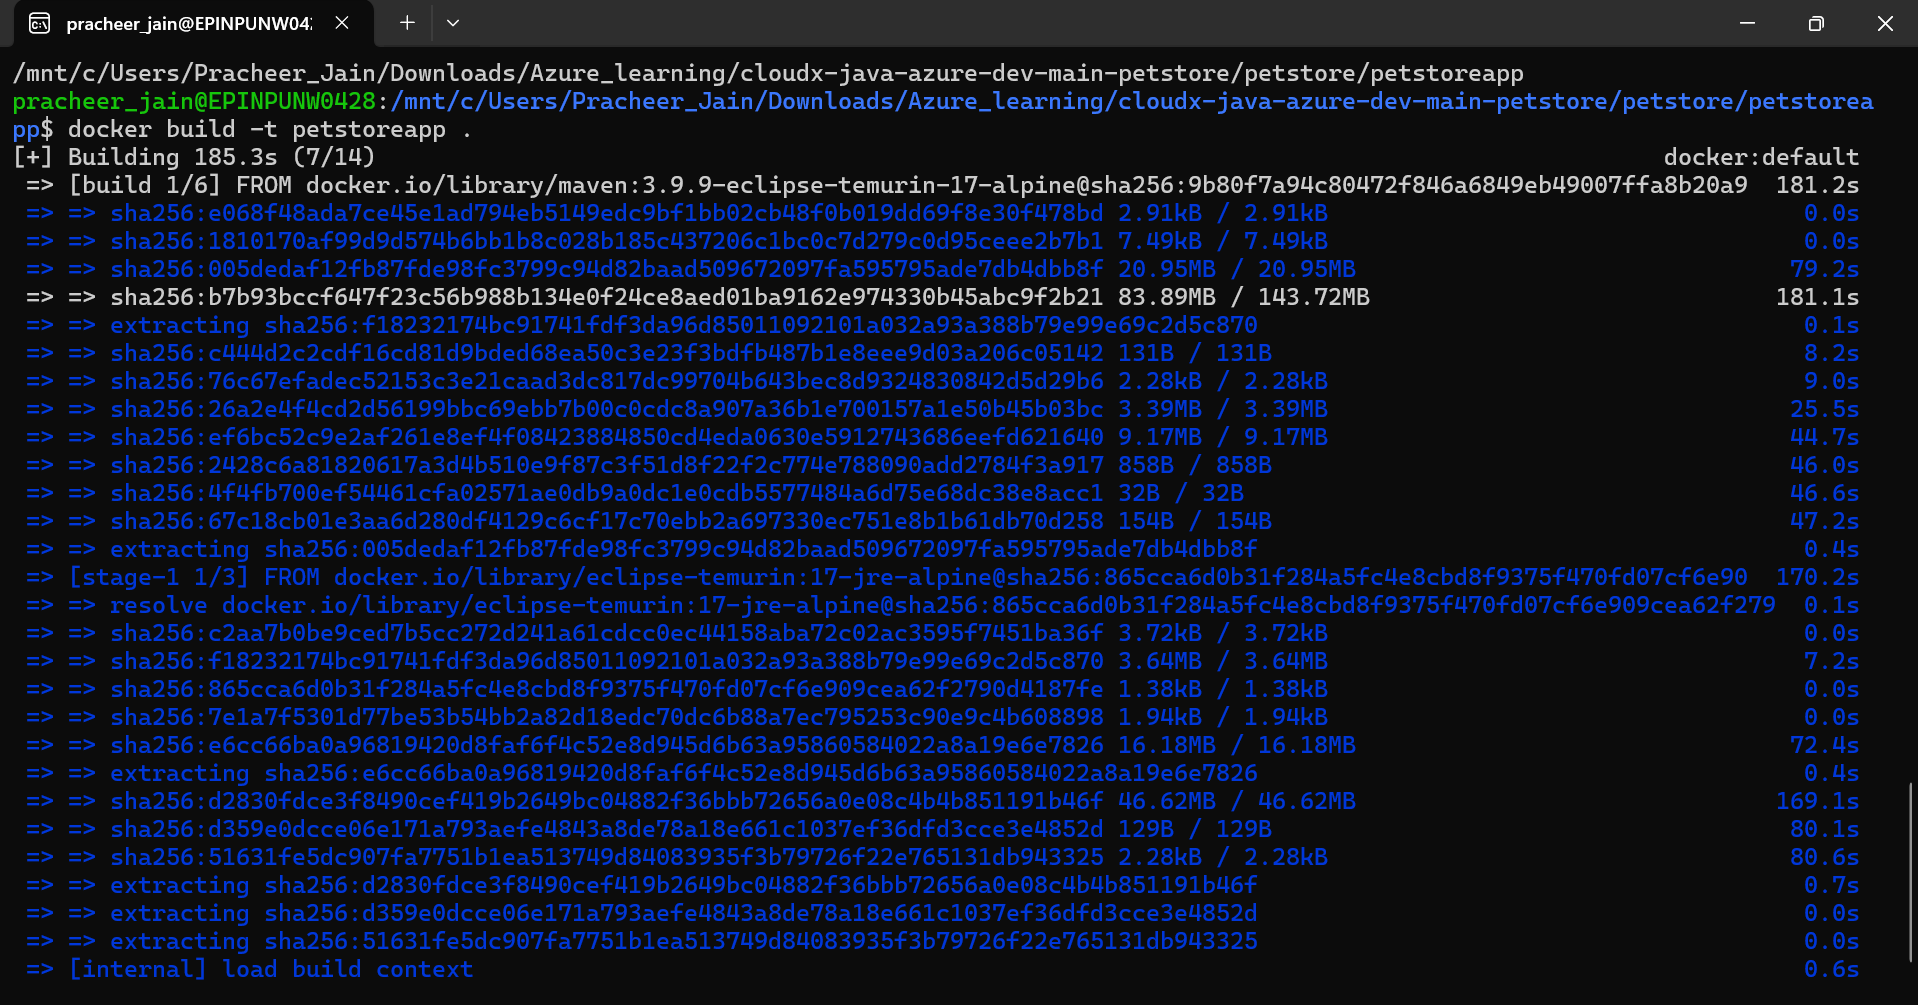 pracheer_jain@EPINPUNW04
/mnt/c/Users/Pracheer_Jain/Downloads/Azure_learning/cloudx-java-azure-dev-main-petstore/petstore/petstoreapp
pracheer_jain@EPINPUNW0428:/mnt/c/Users/Pracheer_Jain/Downloads/Azure_learning/cloudx-java-azure-dev-main-petstore/petstore/petstorea
pp$ docker build -t petstoreapp .
[+] Building 185.3s (7/14) docker:default
=> [build 1/6] FROM docker.io/library/maven:3.9.9-eclipse-temurin-17-alpine@sha256:9b80f7a94c80472f846a6849eb49007ffa8b20a9 181.2s
=> => sha256:e068f48ada7ce45e1ad794eb5149edc9bf1bb02cb48f0b019dd69f8e30f478bd 2.91kB / 2.91kB 0.0s
=> => sha256:1810170af99d9d574b6bb1b8c028b185c437206c1bc0c7d279c0d95ceee2b7b1 7.49kB / 7.49kB 0.0s
=> => sha256:005dedaf12fb87fde98fc3799c94d82baad509672097fa595795ade7db4dbb8f 20.95MB / 20.95MB 79.2s
=> => sha256:b7b93bccf647f23c56b988b134e0f24ce8aed01ba9162e974330b45abc9f2b21 83.89MB / 143.72MB 181.1s
=> => extracting sha256:f18232174bc91741fdf3da96d85011092101a032a93a388b79e99e69c2d5c870 0.1s
=> => sha256:c444d2c2cdf16cd81d9bded68ea50c3e23f3bdfb487b1e8eee9d03a206c05142 131B / 131B 8.2s
=> => sha256:76c67efadec52153c3e21caad3dc817dc99704b643bec8d9324830842d5d29b6 2.28kB / 2.28kB 9.0s
=> => sha256:26a2e4f4cd2d56199bbc69ebb7b00c0cdc8a907a36b1e700157a1e50b45b03bc 3.39MB / 3.39MB 25.5s
=> => sha256:ef6bc52c9e2af261e8ef4f08423884850cd4eda0630e5912743686eefd621640 9.17MB / 9.17MB 44.7s
=> => sha256:2428c6a81820617a3d4b510e9f87c3f51d8f22f2c774e788090add2784f3a917 858B / 858B 46.0s
=> => sha256:4f4fb700ef54461cfa02571ae0db9a0dc1e0cdb5577484a6d75e68dc38e8acc1 32B / 32B 46.6s
=> => sha256:67c18cb01e3aa6d280df4129c6cf17c70ebb2a697330ec751e8b1b61db70d258 154B / 154B 47.2s
=> => extracting sha256:005dedaf12fb87fde98fc3799c94d82baad509672097fa595795ade7db4dbb8f 0.4s
=> [stage-1 1/3] FROM docker.io/library/eclipse-temurin:17-jre-alpine@sha256:865cca6d0b31f284a5fc4e8cbd8f9375f470fd07cf6e90 170.2s
=> => resolve docker.io/library/eclipse-temurin:17-jre-alpine@sha256:865cca6d0b31f284a5fc4e8cbd8f9375f470fd07cf6e909cea62f279 0.1s
=> => sha256:c2aa7b0be9ced7b5cc272d241a61cdcc0ec44158aba72c02ac3595f7451ba36f 3.72kB / 3.72kB 0.0s
=> => sha256:f18232174bc91741fdf3da96d85011092101a032a93a388b79e99e69c2d5c870 3.64MB / 3.64MB 7.2s
=> => sha256:865cca6d0b31f284a5fc4e8cbd8f9375f470fd07cf6e909cea62f2790d4187fe 1.38kB / 1.38kB 0.0s
=> => sha256:7e1a7f5301d77be53b54bb2a82d18edc70dc6b88a7ec795253c90e9c4b608898 1.94kB / 1.94kB 0.0s
=> => sha256:e6cc66ba0a96819420d8faf6f4c52e8d945d6b63a95860584022a8a19e6e7826 16.18MB / 16.18MB 72.4s
=> => extracting sha256:e6cc66ba0a96819420d8faf6f4c52e8d945d6b63a95860584022a8a19e6e7826 0.4s
=> => sha256:d2830fdce3f8490cef419b2649bc04882f36bbb72656a0e08c4b4b851191b46f 46.62MB / 46.62MB 169.1s
=> => sha256:d359e0dcce06e171a793aefe4843a8de78a18e661c1037ef36dfd3cce3e4852d 129B / 129B 80.1s
=> => sha256:51631fe5dc907fa7751b1ea513749d84083935f3b79726f22e765131db943325 2.28kB / 2.28kB 80.6s
=> => extracting sha256:d2830fdce3f8490cef419b2649bc04882f36bbb72656a0e08c4b4b851191b46f 0.7s
=> => extracting sha256:d359e0dcce06e171a793aefe4843a8de78a18e661c1037ef36dfd3cce3e4852d 0.0s
=> => extracting sha256:51631fe5dc907fa7751b1ea513749d84083935f3b79726f22e765131db943325 0.0s
=> [internal] load build context 0.6s